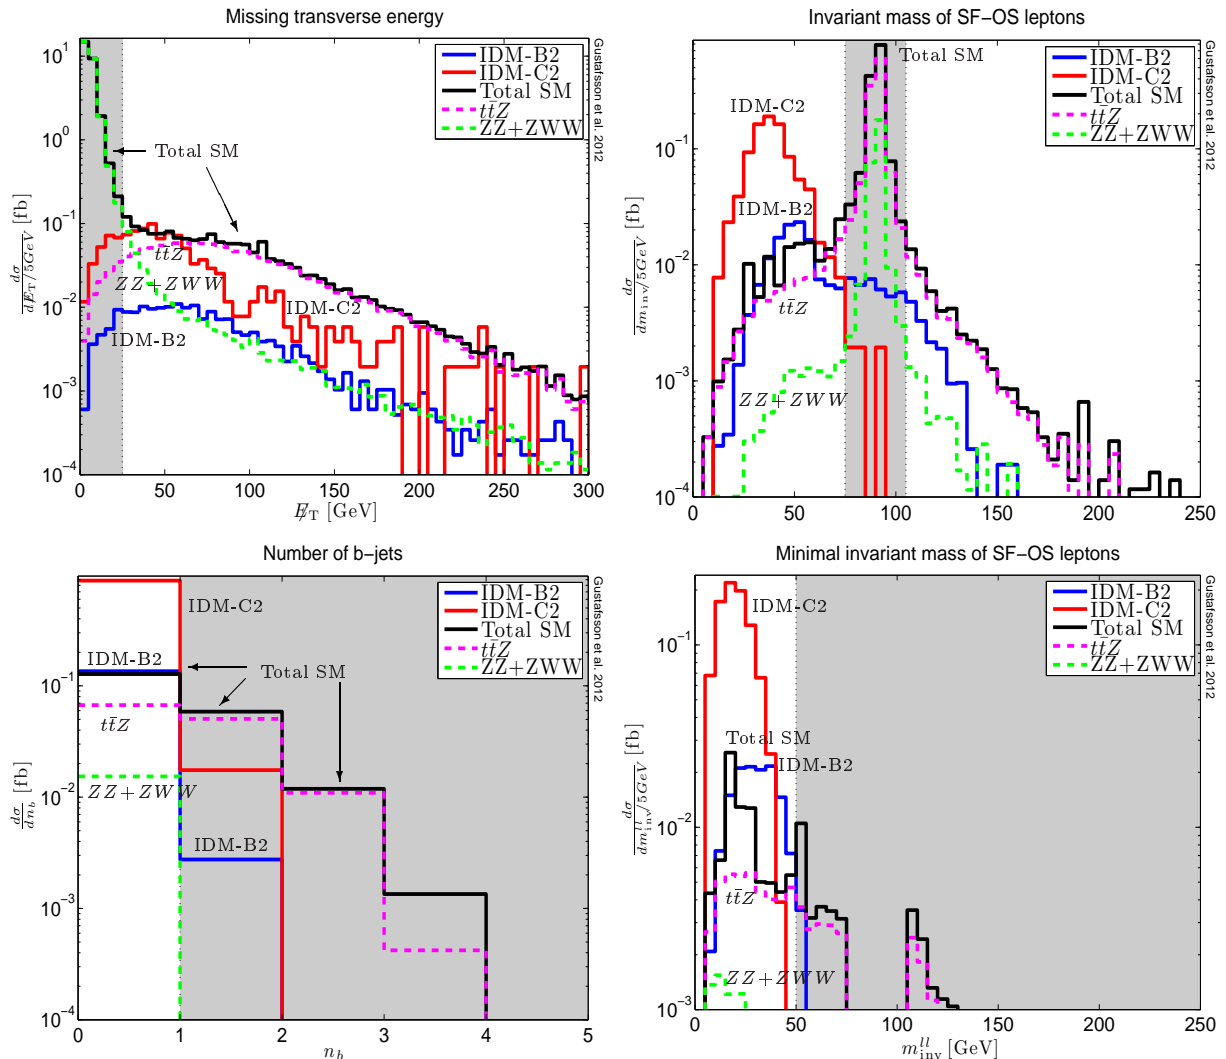 Missing transverse energy
IDM-B2
IDM-C2
Total SM
tt̄Z
ZZ+ZWW
Gustafsson et al. 2012
Total SM
tt̄Z
ZZ+ZWW
IDM-C2
IDM-B2
10¹
10⁰
10⁻¹
10⁻²
10⁻³
10⁻⁴
dσ/dE̸_T/5GeV [fb]
0 50 100 150 200 250 300
E̸_T [GeV]
Invariant mass of SF-OS leptons
IDM-B2
IDM-C2
Total SM
tt̄Z
ZZ+ZWW
Gustafsson et al. 2012
Total SM
IDM-C2
IDM-B2
tt̄Z
ZZ+ZWW
10⁻¹
10⁻²
10⁻³
10⁻⁴
dσ/dm_inv/5GeV [fb]
0 50 100 150 200 250
m_inv [GeV]
Number of b-jets
IDM-B2
IDM-C2
Total SM
tt̄Z
ZZ+ZWW
Gustafsson et al. 2012
IDM-C2
IDM-B2
Total SM
tt̄Z
ZZ+ZWW
IDM-B2
10⁻¹
10⁻²
10⁻³
10⁻⁴
dσ/dn_b [fb]
0 1 2 3 4 5
n_b
Minimal invariant mass of SF-OS leptons
IDM-B2
IDM-C2
Total SM
tt̄Z
ZZ+ZWW
Gustafsson et al. 2012
IDM-C2
Total SM
IDM-B2
tt̄Z
ZZ+ZWW
10⁻¹
10⁻²
10⁻³
dσ/dm^ll_inv/5GeV [fb]
0 50 100 150 200 250
m^ll_inv [GeV]